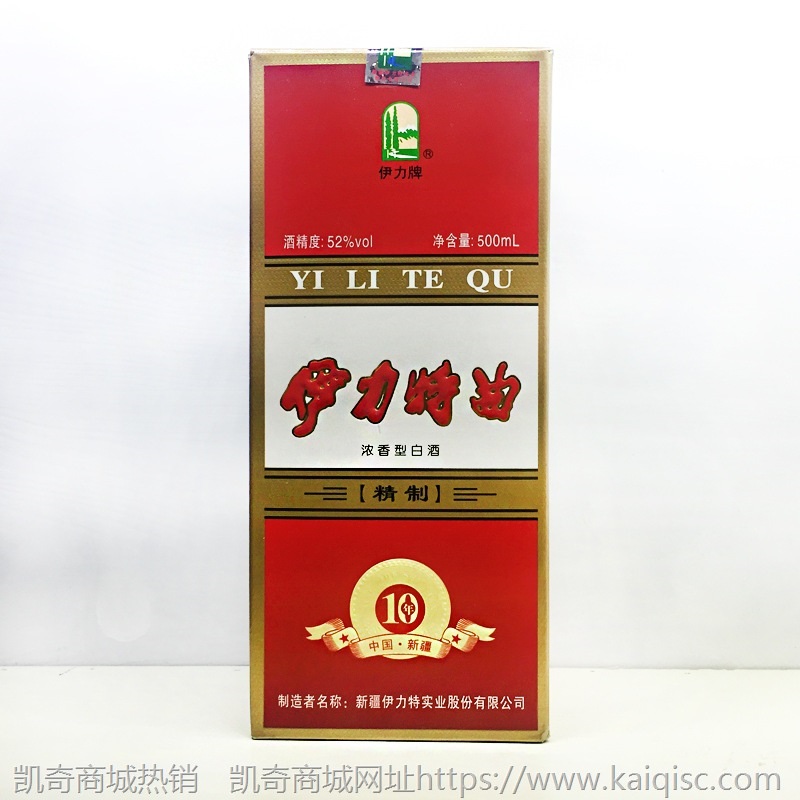 ®
伊力牌
酒精度: 52%vol 净含量: 500mL
YI LI TE QU
伊力特曲
浓香型白酒
【精制】
10年
中国·新疆
制造者名称: 新疆伊力特实业股份有限公司
凯奇商城热销 凯奇商城网址https://www.kaiqisc.com